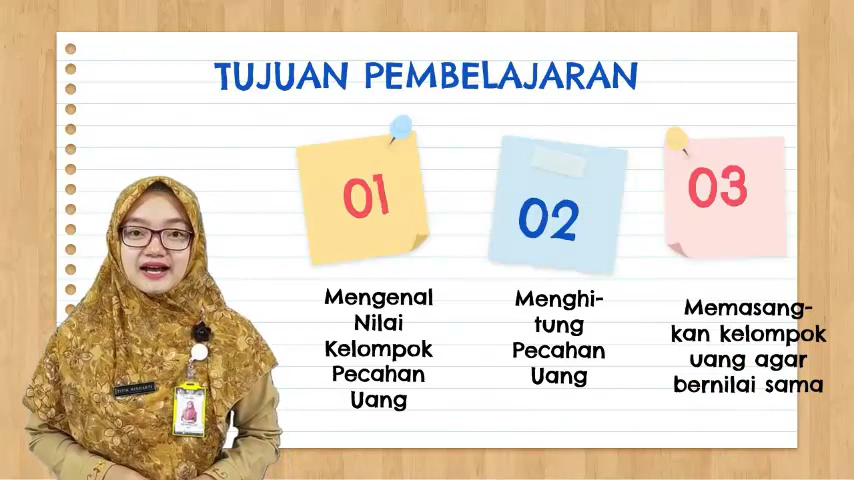 TUJUAN PEMBELAJARAN
01
Mengenal
Nilai
Kelompok
Pecahan
Uang
02
Menghi-
tung
Pecahan
Uang
03
Memasang-
kan kelompok
uang agar
bernilai sama